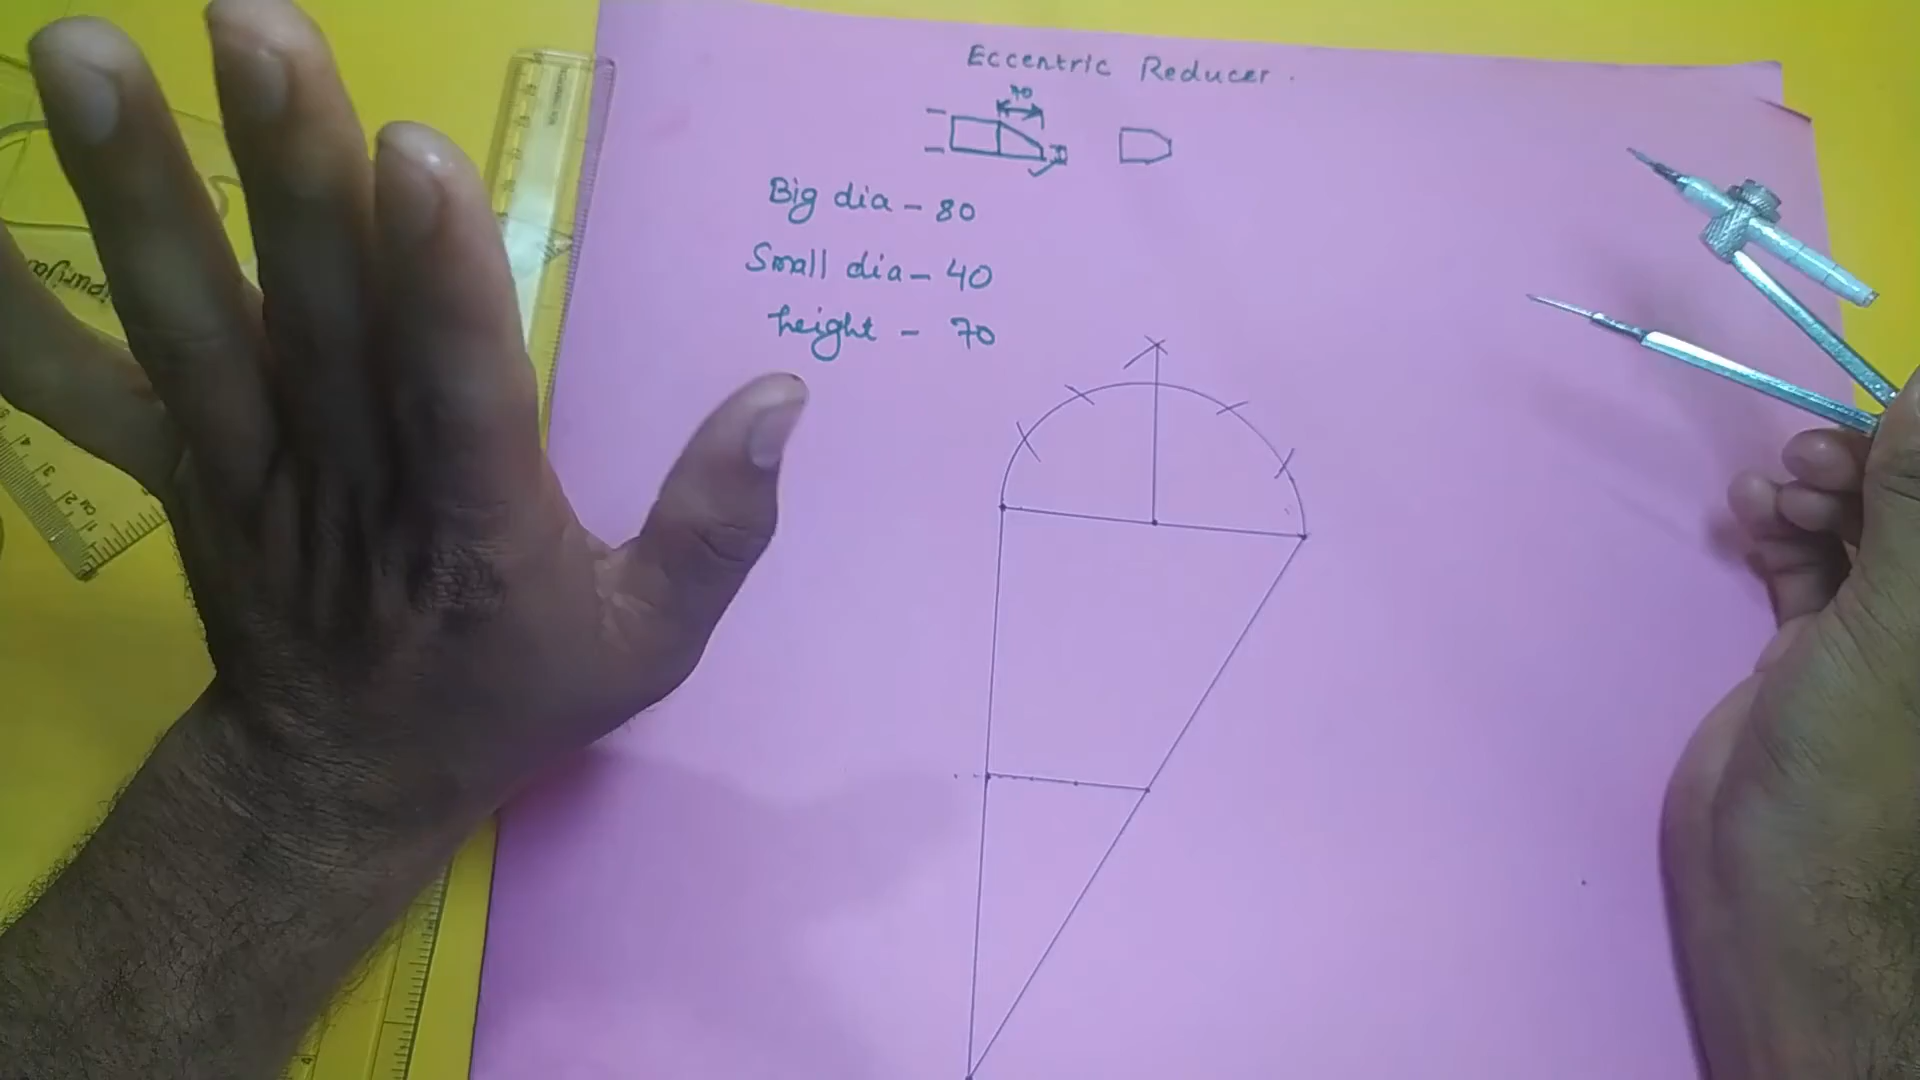 Eccentric Reducer.
70
Big dia - 80
Small dia - 40
height - 70